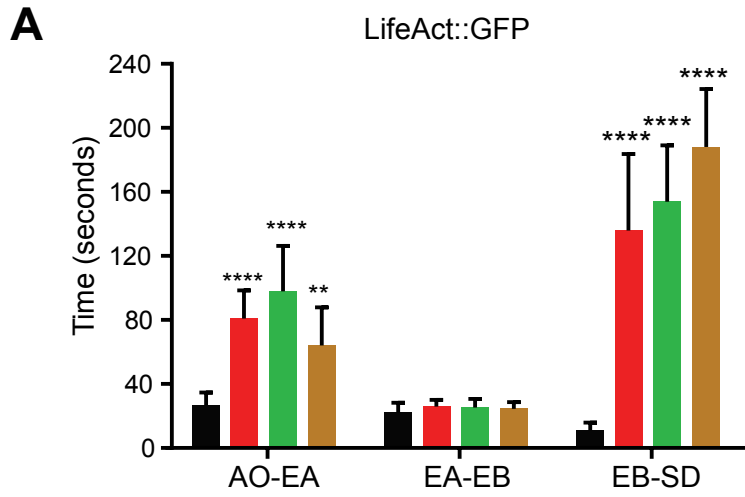 A
LifeAct::GFP
Time (seconds)
240
200
160
120
80
40
0
****
****
**
****
****
****
AO-EA
EA-EB
EB-SD